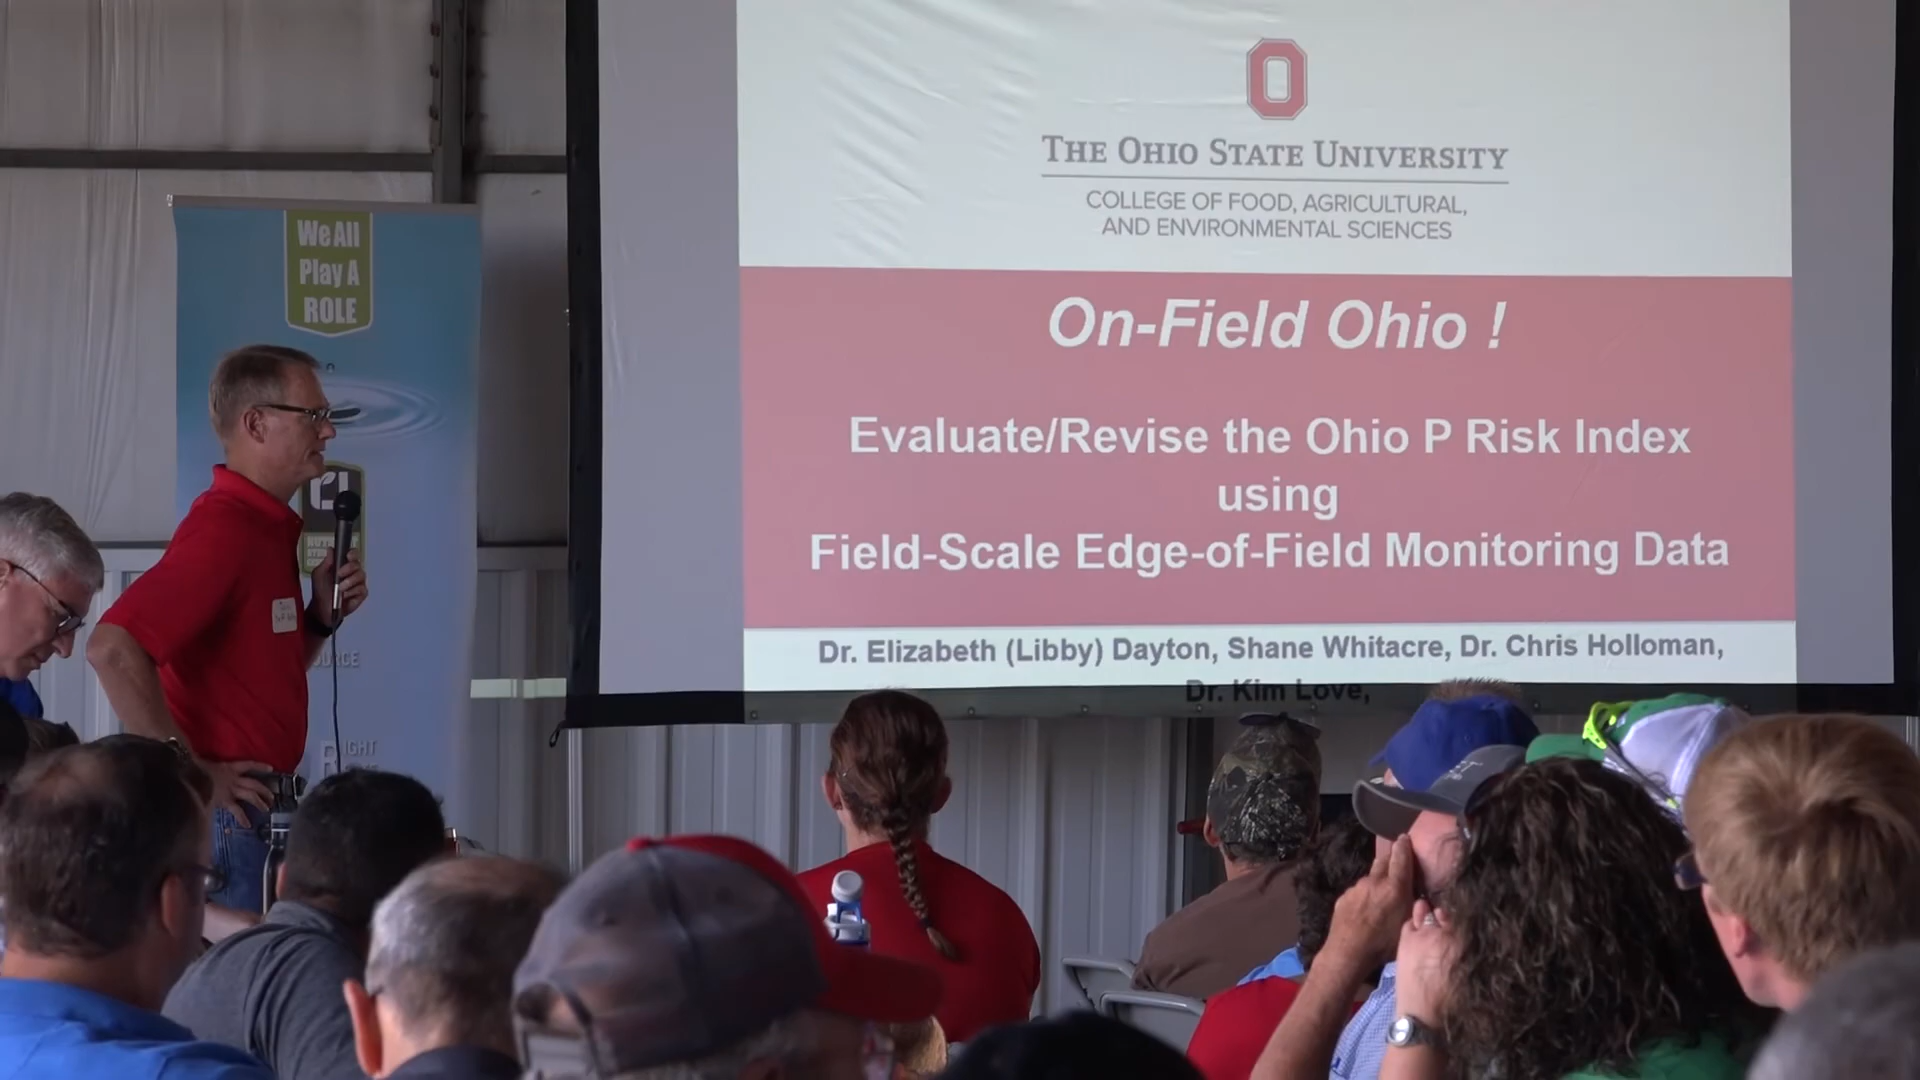 We All
Play A
ROLE
OURCE
RIGHT
O
THE OHIO STATE UNIVERSITY
COLLEGE OF FOOD, AGRICULTURAL,
AND ENVIRONMENTAL SCIENCES
On-Field Ohio !
Evaluate/Revise the Ohio P Risk Index
using
Field-Scale Edge-of-Field Monitoring Data
Dr. Elizabeth (Libby) Dayton, Shane Whitacre, Dr. Chris Holloman,
Dr. Kim Love,